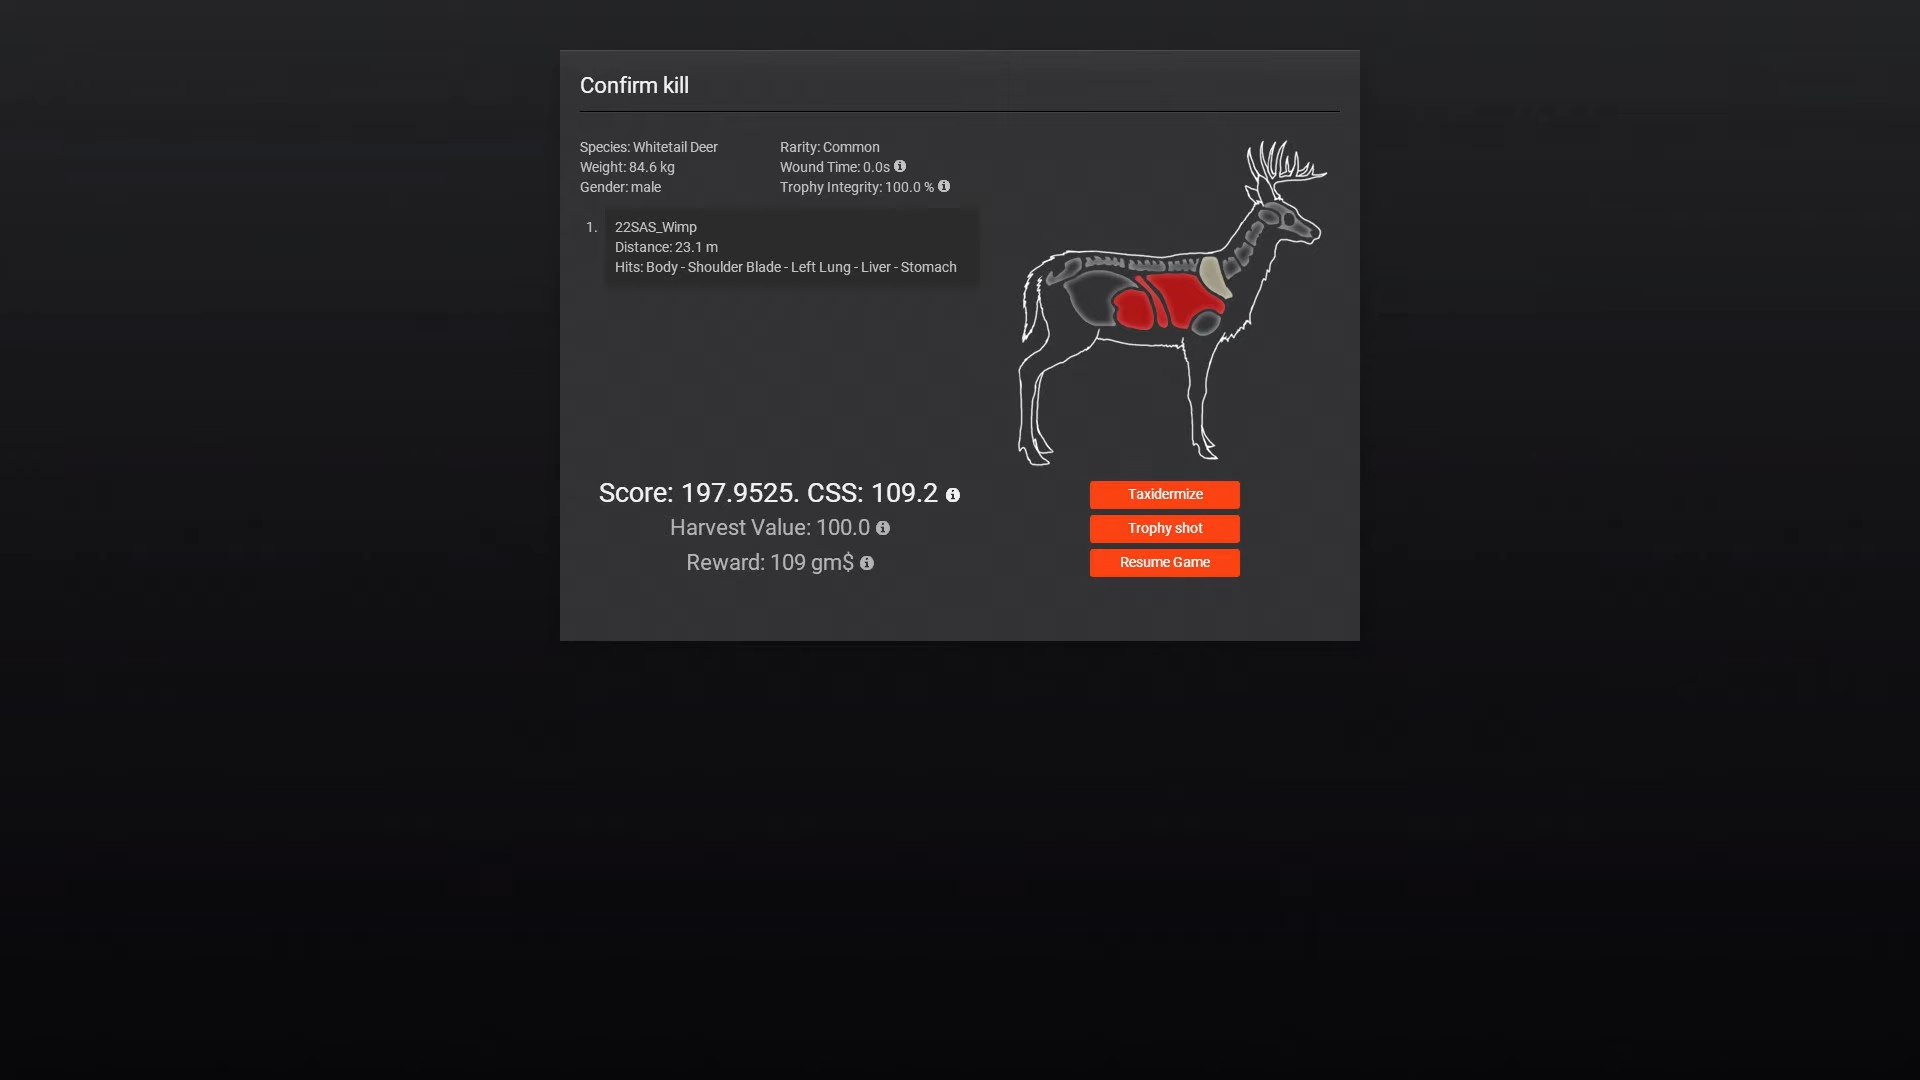 Confirm kill
Species: Whitetail Deer
Weight: 84.6 kg
Gender: male
Rarity: Common
Wound Time: 0.0s
Trophy Integrity: 100.0 %
1.
22SAS_Wimp
Distance: 23.1 m
Hits: Body - Shoulder Blade - Left Lung - Liver - Stomach
Score: 197.9525. CSS: 109.2
Harvest Value: 100.0
Reward: 109 gm$
Taxidermize
Trophy shot
Resume Game